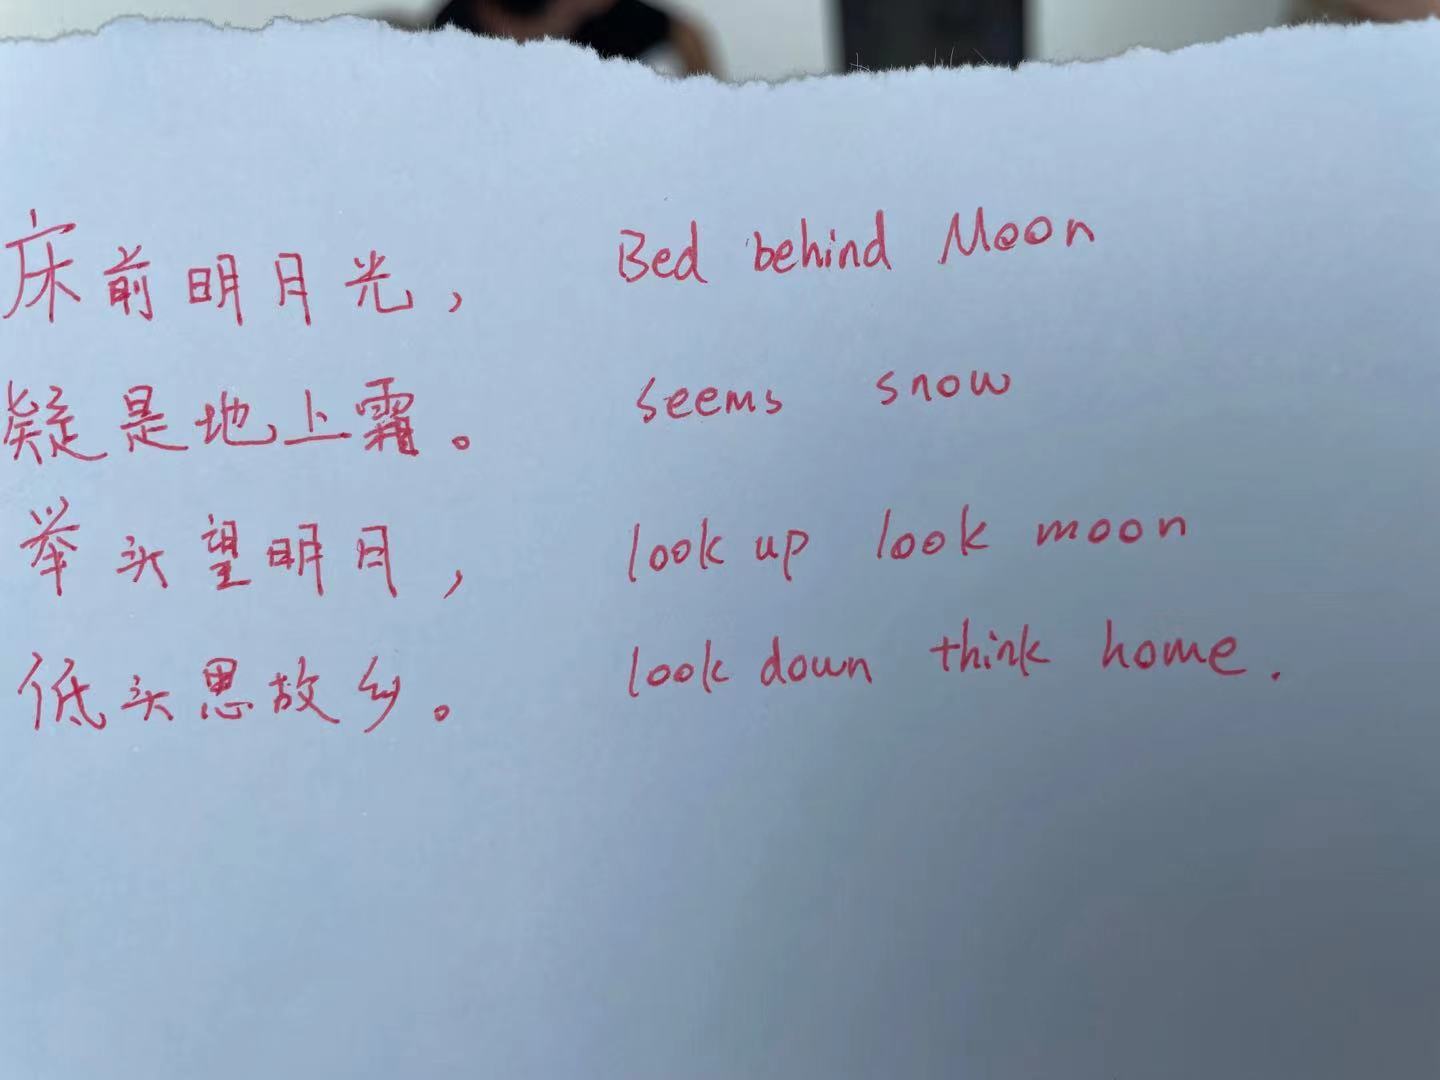 床前明月光， Bed behind Moon
疑是地上霜。 seems snow
举头望明月， look up look moon
低头思故乡。 look down think home.